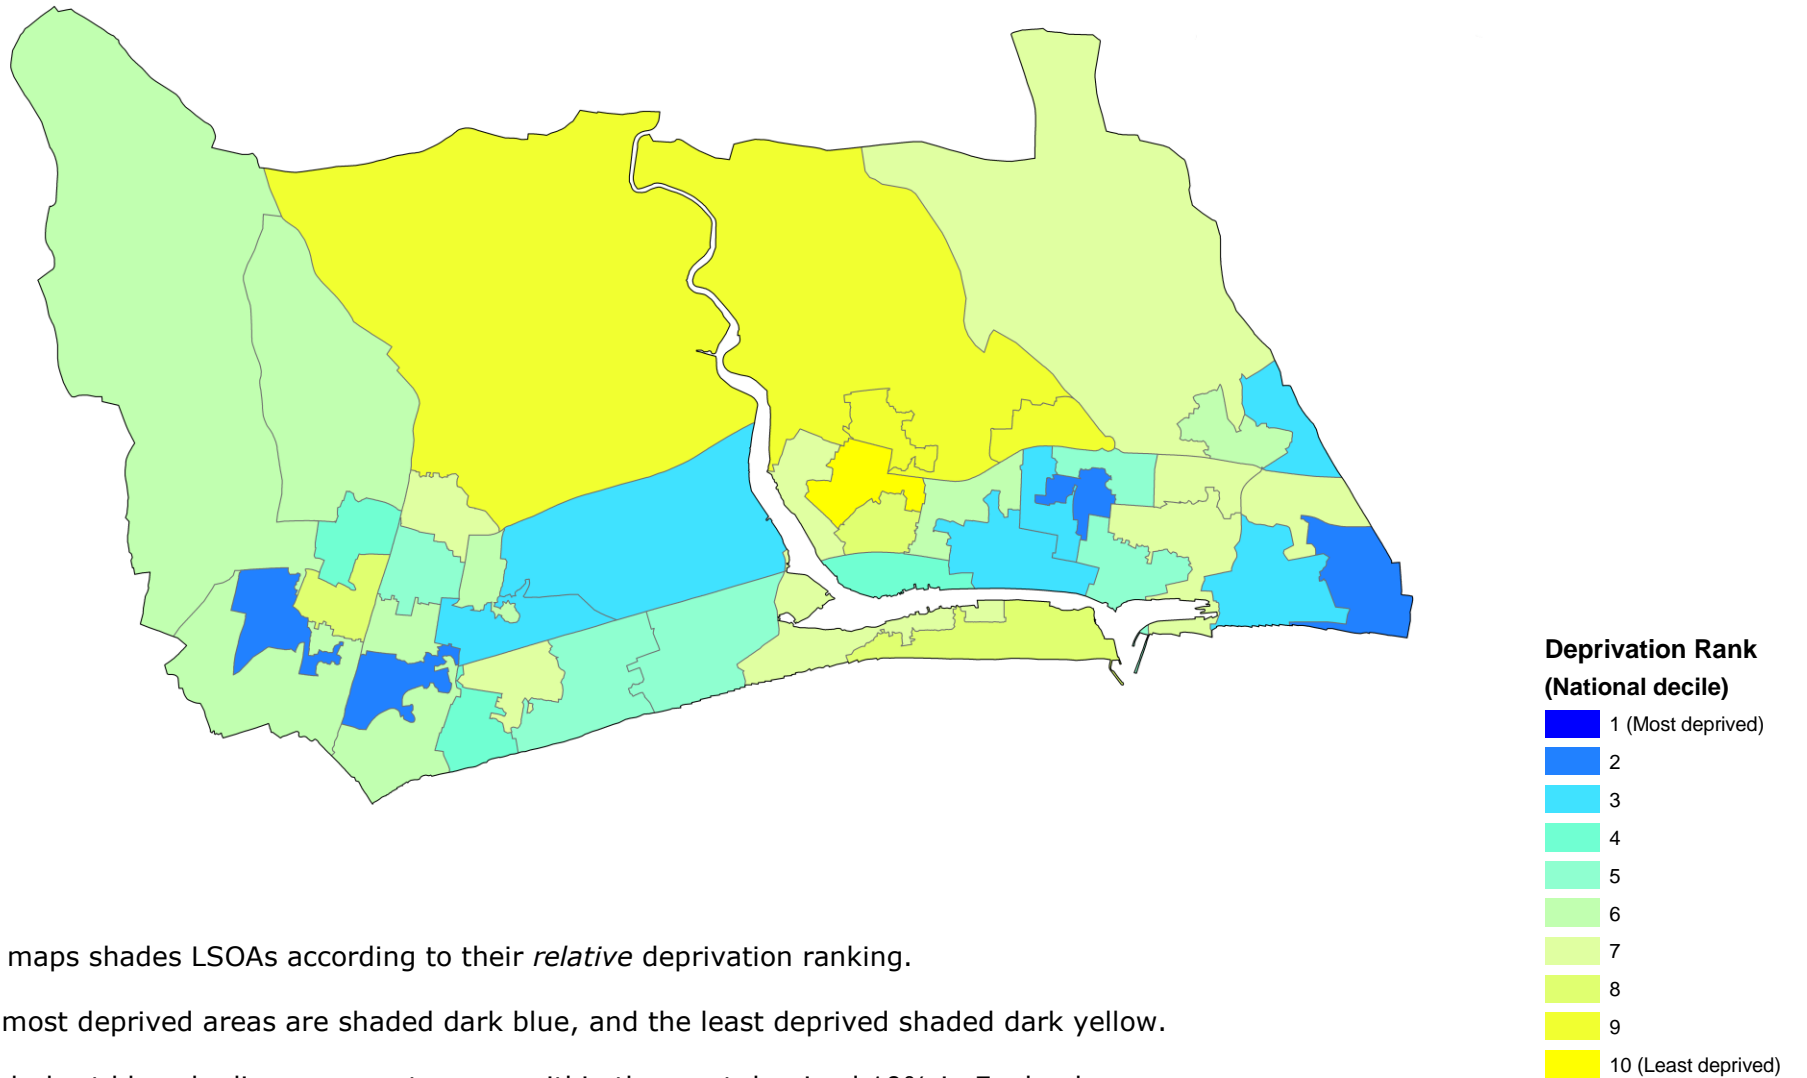 Deprivation Rank
(National decile)
1 (Most deprived)
2
3
4
5
6
7
8
9
10 (Least deprived)
maps shades LSOAs according to their relative deprivation ranking.
most deprived areas are shaded dark blue, and the least deprived shaded dark yellow.